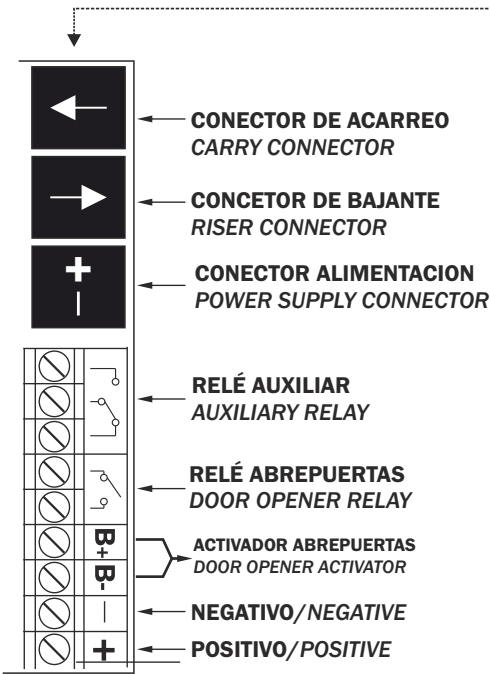 CONECTOR DE ACARREO
CARRY CONNECTOR
CONCETOR DE BAJANTE
RISER CONNECTOR
+
–
CONECTOR ALIMENTACION
POWER SUPPLY CONNECTOR
RELÉ AUXILIAR
AUXILIARY RELAY
RELÉ ABREPUERTAS
DOOR OPENER RELAY
B+
B-
ACTIVADOR ABREPUERTAS
DOOR OPENER ACTIVATOR
–
NEGATIVO/NEGATIVE
+
POSITIVO/POSITIVE